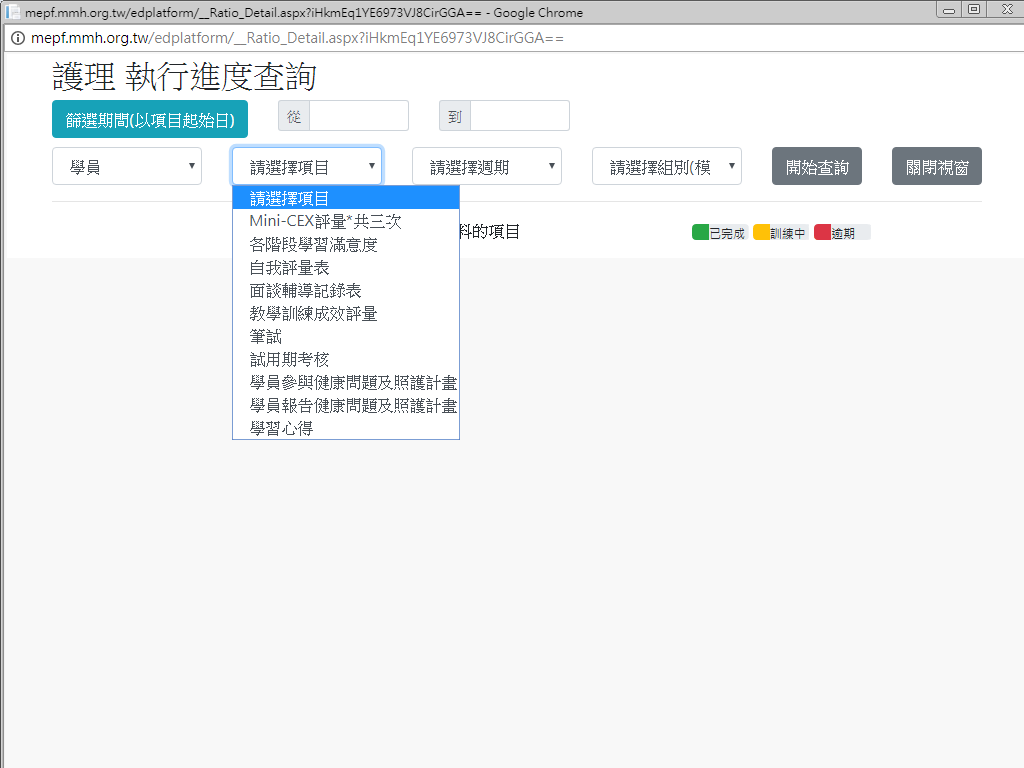 mepf.mmh.org.tw/edplatform/__Ratio_Detail.aspx?iHkmEq1YE6973VJ8CirGGA== - Google Chrome
mepf.mmh.org.tw/edplatform/__Ratio_Detail.aspx?iHkmEq1YE6973VJ8CirGGA==
護理 執行進度查詢
篩選期間(以項目起始日) 從 到
學員 請選擇項目 請選擇週期 請選擇組別(模 開始查詢 關閉視窗
請選擇項目
Mini-CEX評量*共三次
料的項目 已完成 訓練中 逾期
各階段學習滿意度
自我評量表
面談輔導記錄表
教學訓練成效評量
筆試
試用期考核
學員參與健康問題及照護計畫
學員報告健康問題及照護計畫
學習心得